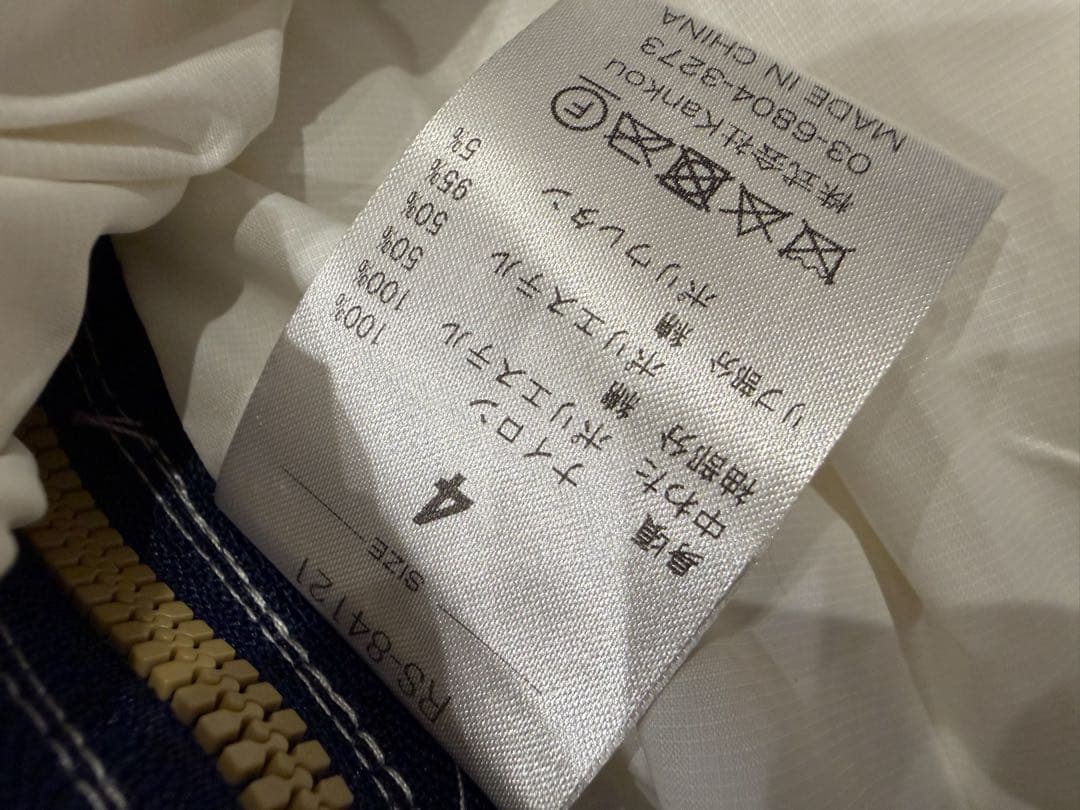 RS-84121
SIZE 4
身頃 ナイロン 100%
中わた ポリエステル 100%
袖部分 綿 50%
ポリエステル 50%
リブ部分 綿 95%
ポリウレタン 5%
F
株式会社Kankou
03-6804-3273
MADE IN CHINA